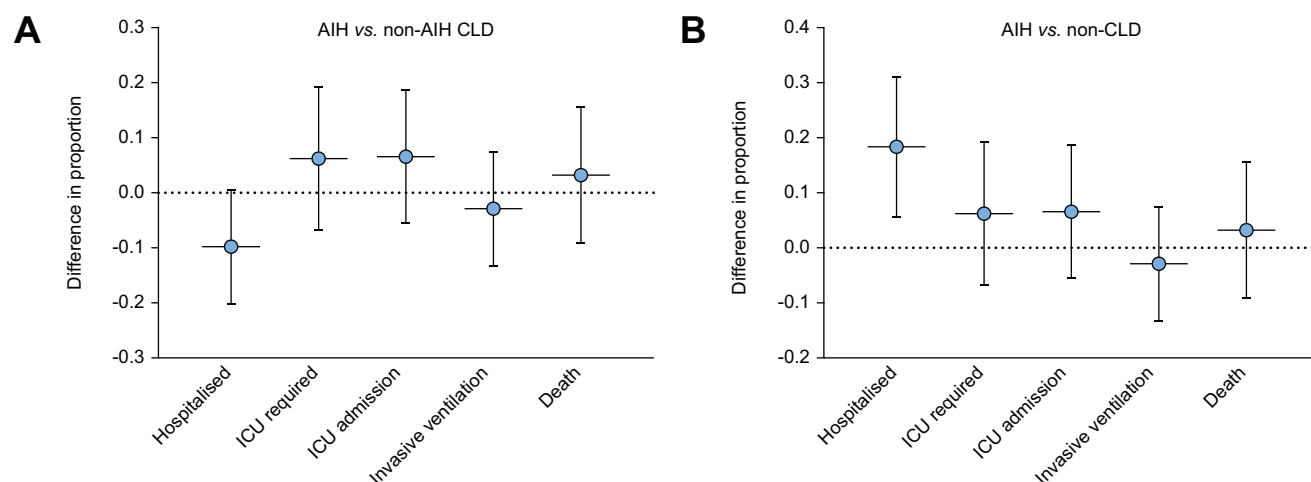 A
AIH vs. non-AIH CLD
Difference in proportion
0.3
0.2
0.1
0.0
-0.1
-0.2
-0.3
Hospitalised
ICU required
ICU admission
Invasive ventilation
Death
B
AIH vs. non-CLD
Difference in proportion
0.4
0.3
0.2
0.1
0.0
-0.1
-0.2
Hospitalised
ICU required
ICU admission
Invasive ventilation
Death